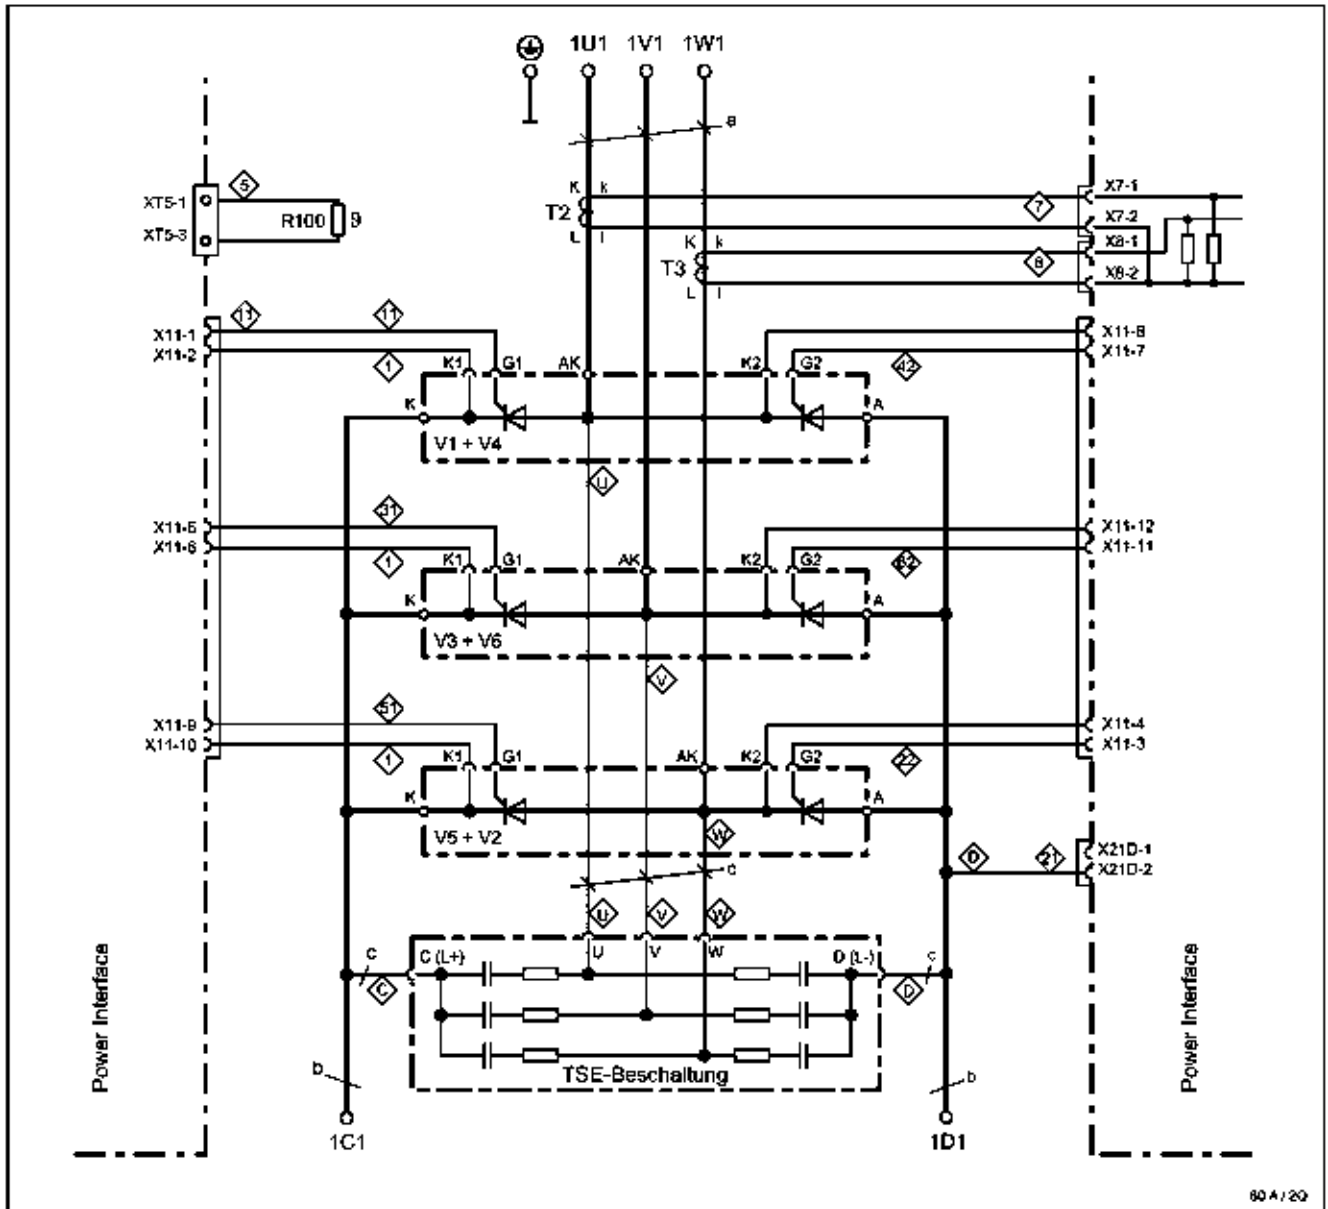 1U1 1V1 1W1
a
XT5-1
5
R100
9
XT5-3
K k
T2
L l
7
X7-1
X7-2
K k
T3
L l
8
X8-1
X8-2
11 11
X11-1
X11-2
1
K1 G1 AK K2 G2
42
X11-8
X11-7
K A
V1 + V4
U
31
X11-5
X11-6
1
K1 G1 AK K2 G2
62
X11-12
X11-11
K A
V3 + V6
V
51
X11-9
X11-10
1
K1 G1 AK K2 G2
22
X11-4
X11-3
K A
V5 + V2
W
c
D 21
X21D-1
X21D-2
U V W
U V W
c C (L+) D (L-) c
C D
TSE-Beschaltung
b b
1C1 1D1
Power Interface
Power Interface
60 A / 2Q